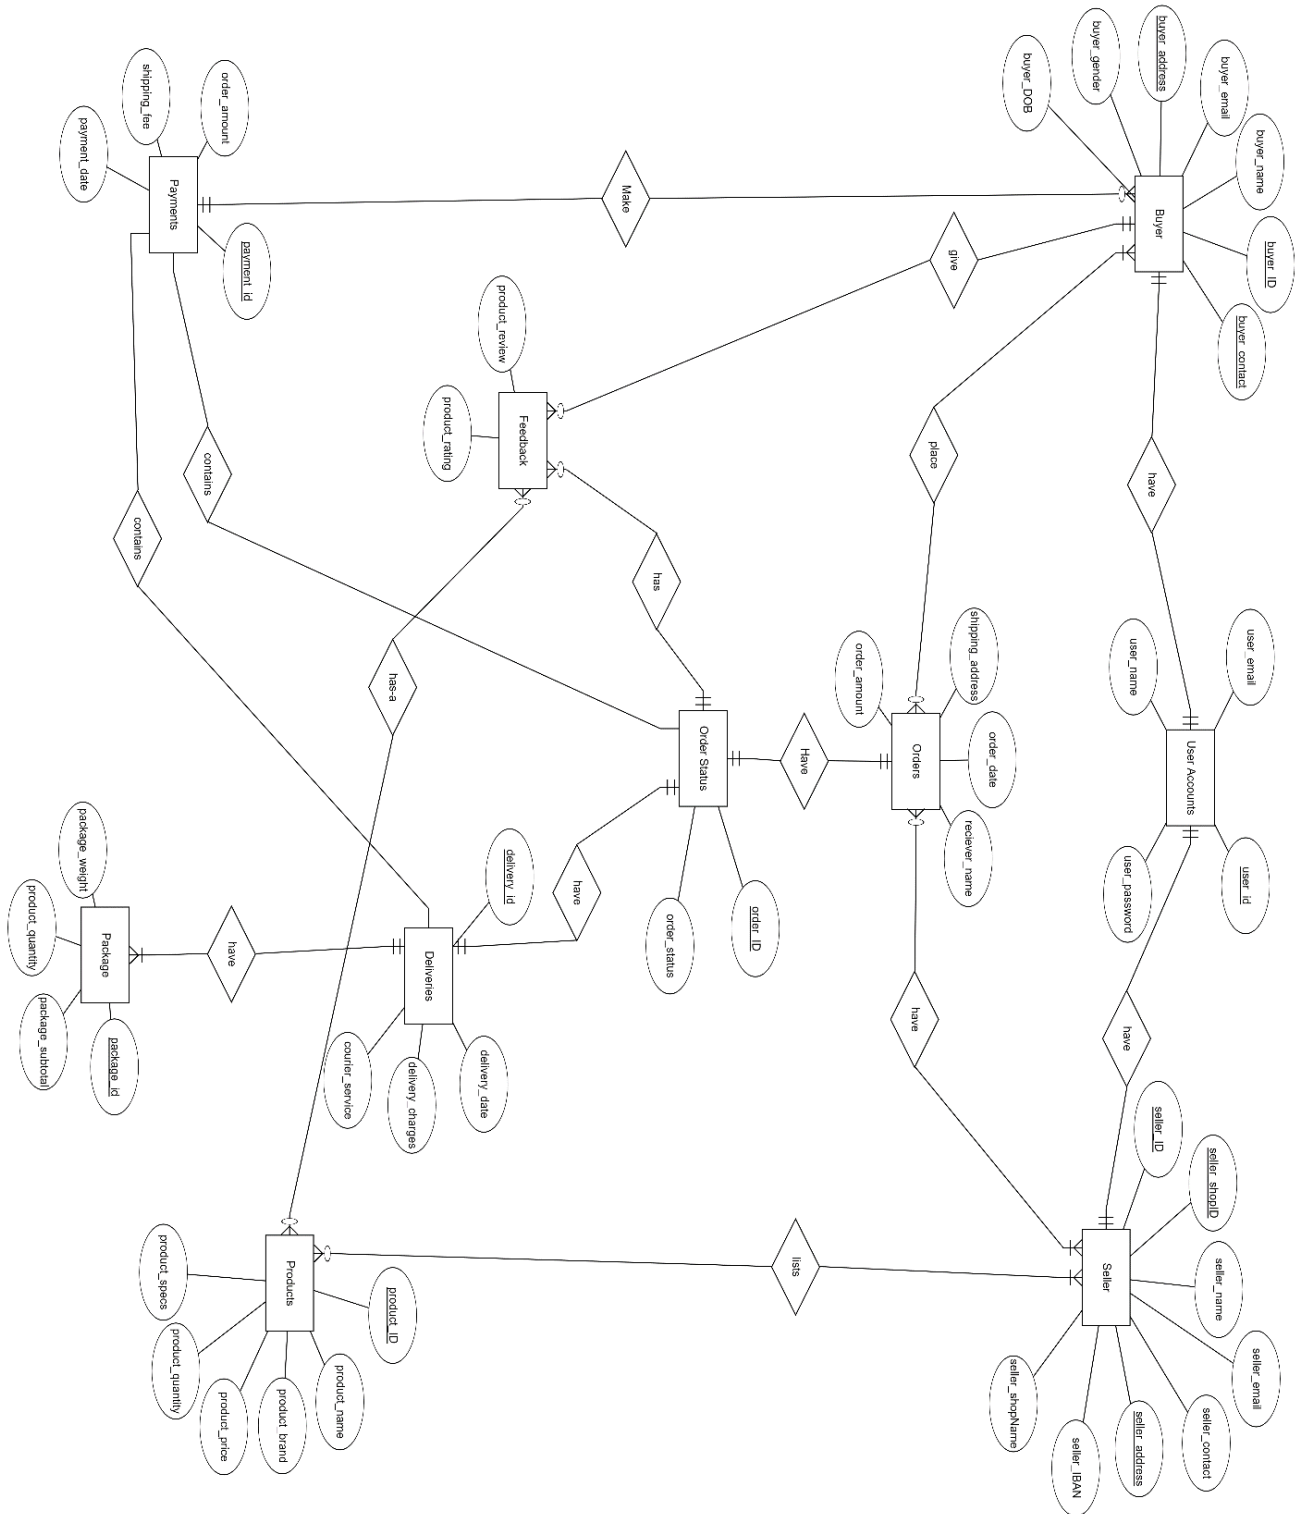 buyer_DOB
buyer_gender
buyer_address
buyer_email
buyer_name
buyer_ID
buyer_contact
Buyer
shipping_fee
order_amount
payment_date
Payments
payment_id
Make
give
product_review
product_rating
Feedback
place
have
contains
contains
has
has-a
user_name
user_email
User Accounts
user_password
user_id
shipping_address
order_amount
order_date
Orders
reciever_name
Order Status
Have
order_status
order_ID
have
delivery_id
Deliveries
courier_service
delivery_charges
delivery_date
package_weight
product_quantity
Package
package_subtotal
package_id
have
have
have
seller_ID
seller_shopID
seller_name
seller_email
seller_contact
seller_address
seller_IBAN
seller_shopName
Seller
lists
Products
product_specs
product_quantity
product_price
product_brand
product_name
product_ID